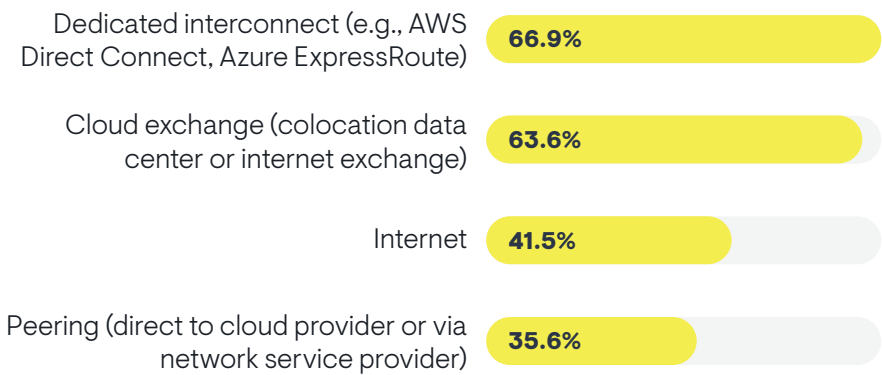 Dedicated interconnect (e.g., AWS
Direct Connect, Azure ExpressRoute)
66.9%
Cloud exchange (colocation data
center or internet exchange)
63.6%
Internet
41.5%
Peering (direct to cloud provider or via
network service provider)
35.6%